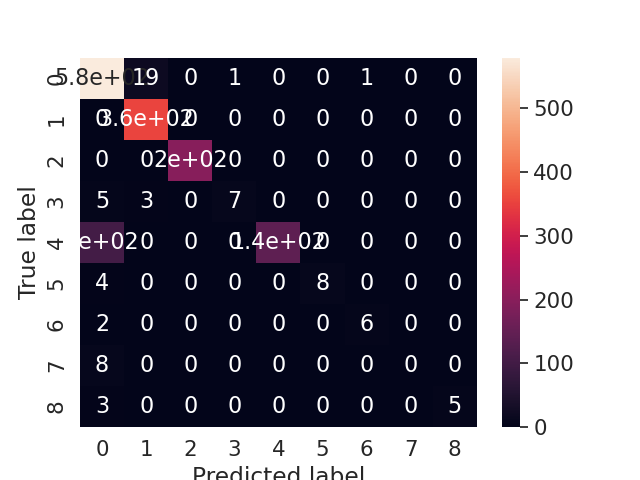 0 5.8e+02 19 0 1 0 0 1 0 0
1 0 3.6e+02 0 0 0 0 0 0 0
2 0 0 2e+02 0 0 0 0 0 0
3 5 3 0 7 0 0 0 0 0
4 e+02 0 0 0 1.4e+02 0 0 0 0
5 4 0 0 0 0 8 0 0 0
6 2 0 0 0 0 0 6 0 0
7 8 0 0 0 0 0 0 0 0
8 3 0 0 0 0 0 0 0 5
0 1 2 3 4 5 6 7 8
True label
Predicted label
500
400
300
200
100
0